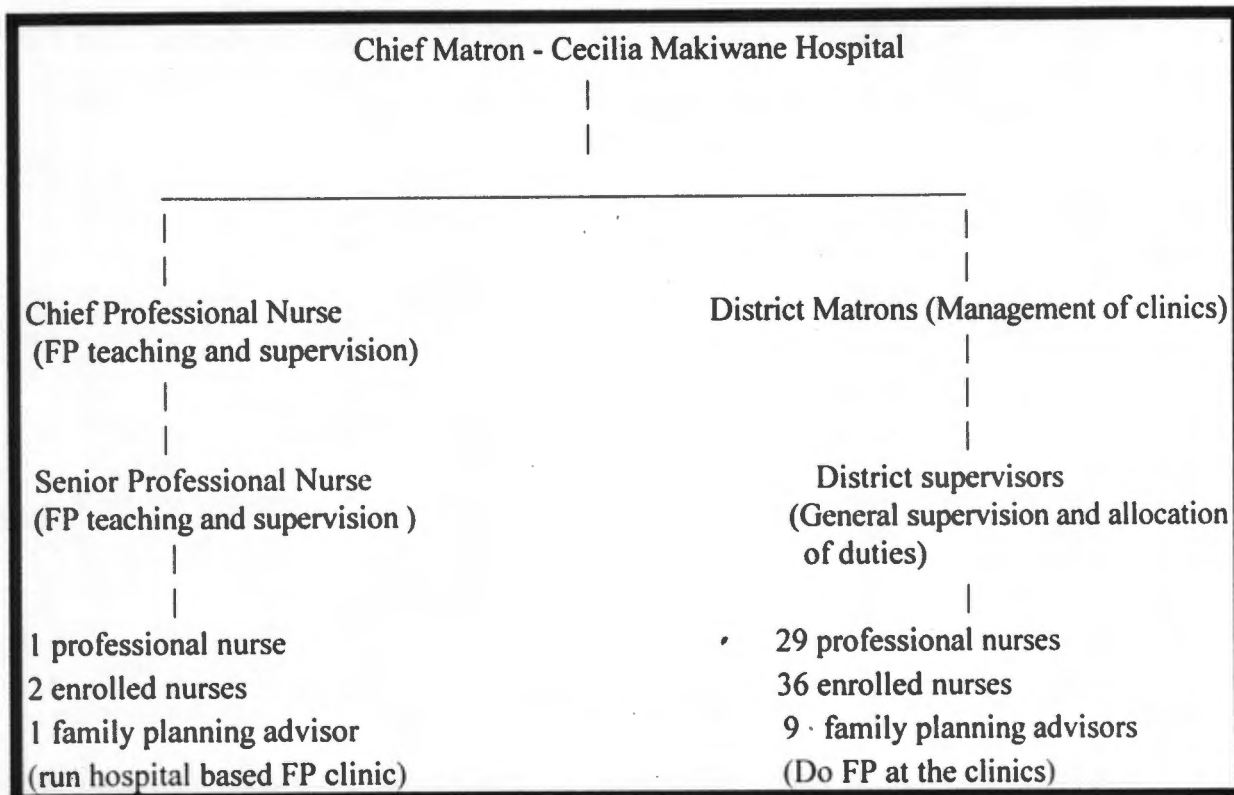 Chief Matron - Cecilia Makiwane Hospital
Chief Professional Nurse
(FP teaching and supervision)
District Matrons (Management of clinics)
Senior Professional Nurse
(FP teaching and supervision )
District supervisors
(General supervision and allocation
of duties)
1 professional nurse
2 enrolled nurses
1 family planning advisor
(run hospital based FP clinic)
29 professional nurses
36 enrolled nurses
9 family planning advisors
(Do FP at the clinics)